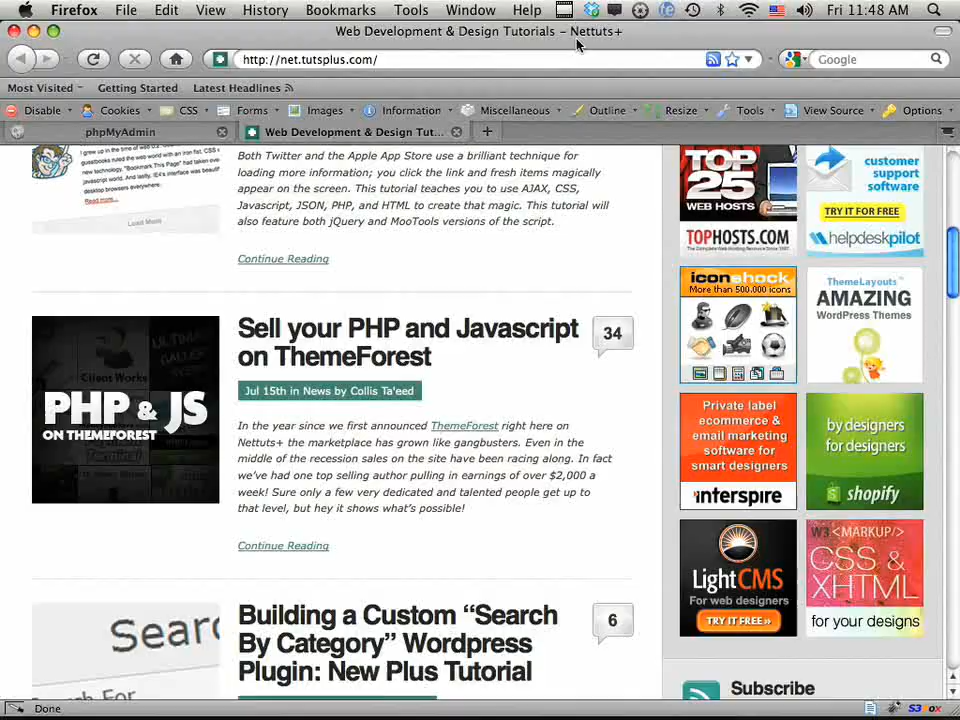 Firefox File Edit View History Bookmarks Tools Window Help Fri 11:48 AM
Web Development & Design Tutorials – Nettuts+
http://net.tutsplus.com/
Google
Most Visited Getting Started Latest Headlines
Disable Cookies CSS Forms Images Information Miscellaneous Outline Resize Tools View Source Options
phpMyAdmin Web Development & Design Tut...
desktop browsers everywhere.
Read more...
Load More
Both Twitter and the Apple App Store use a brilliant technique for
loading more information; you click the link and fresh items magically
appear on the screen. This tutorial teaches you to use AJAX, CSS,
Javascript, JSON, PHP, and HTML to create that magic. This tutorial
will also feature both jQuery and MooTools versions of the script.
Continue Reading
PHP & JS
ON THEMEFOREST
Sell your PHP and Javascript
on ThemeForest
34
Jul 15th in News by Collis Ta'eed
In the year since we first announced ThemeForest right here on
Nettuts+ the marketplace has grown like gangbusters. Even in the
middle of the recession sales on the site have been racing along. In fact
we've had one top selling author pulling in earnings of over $2,000 a
week! Sure only a few very dedicated and talented people get up to
that level, but hey it shows what's possible!
Continue Reading
Building a Custom “Search
By Category” Wordpress
Plugin: New Plus Tutorial
6
TOP
25
WEB HOSTS
TOPHOSTS.COM
customer
support
software
TRY IT FOR FREE
helpdeskpilot
iconshock
More than 500.000 icons
ThemeLayouts™
AMAZING
WordPress Themes
Private label
ecommerce &
email marketing
software for
smart designers
interspire
by designers
for designers
shopify
LightCMS
For web designers
TRY IT FREE»
W3 <MARKUP/>
CSS &
XHTML
for your designs
Subscribe
Done